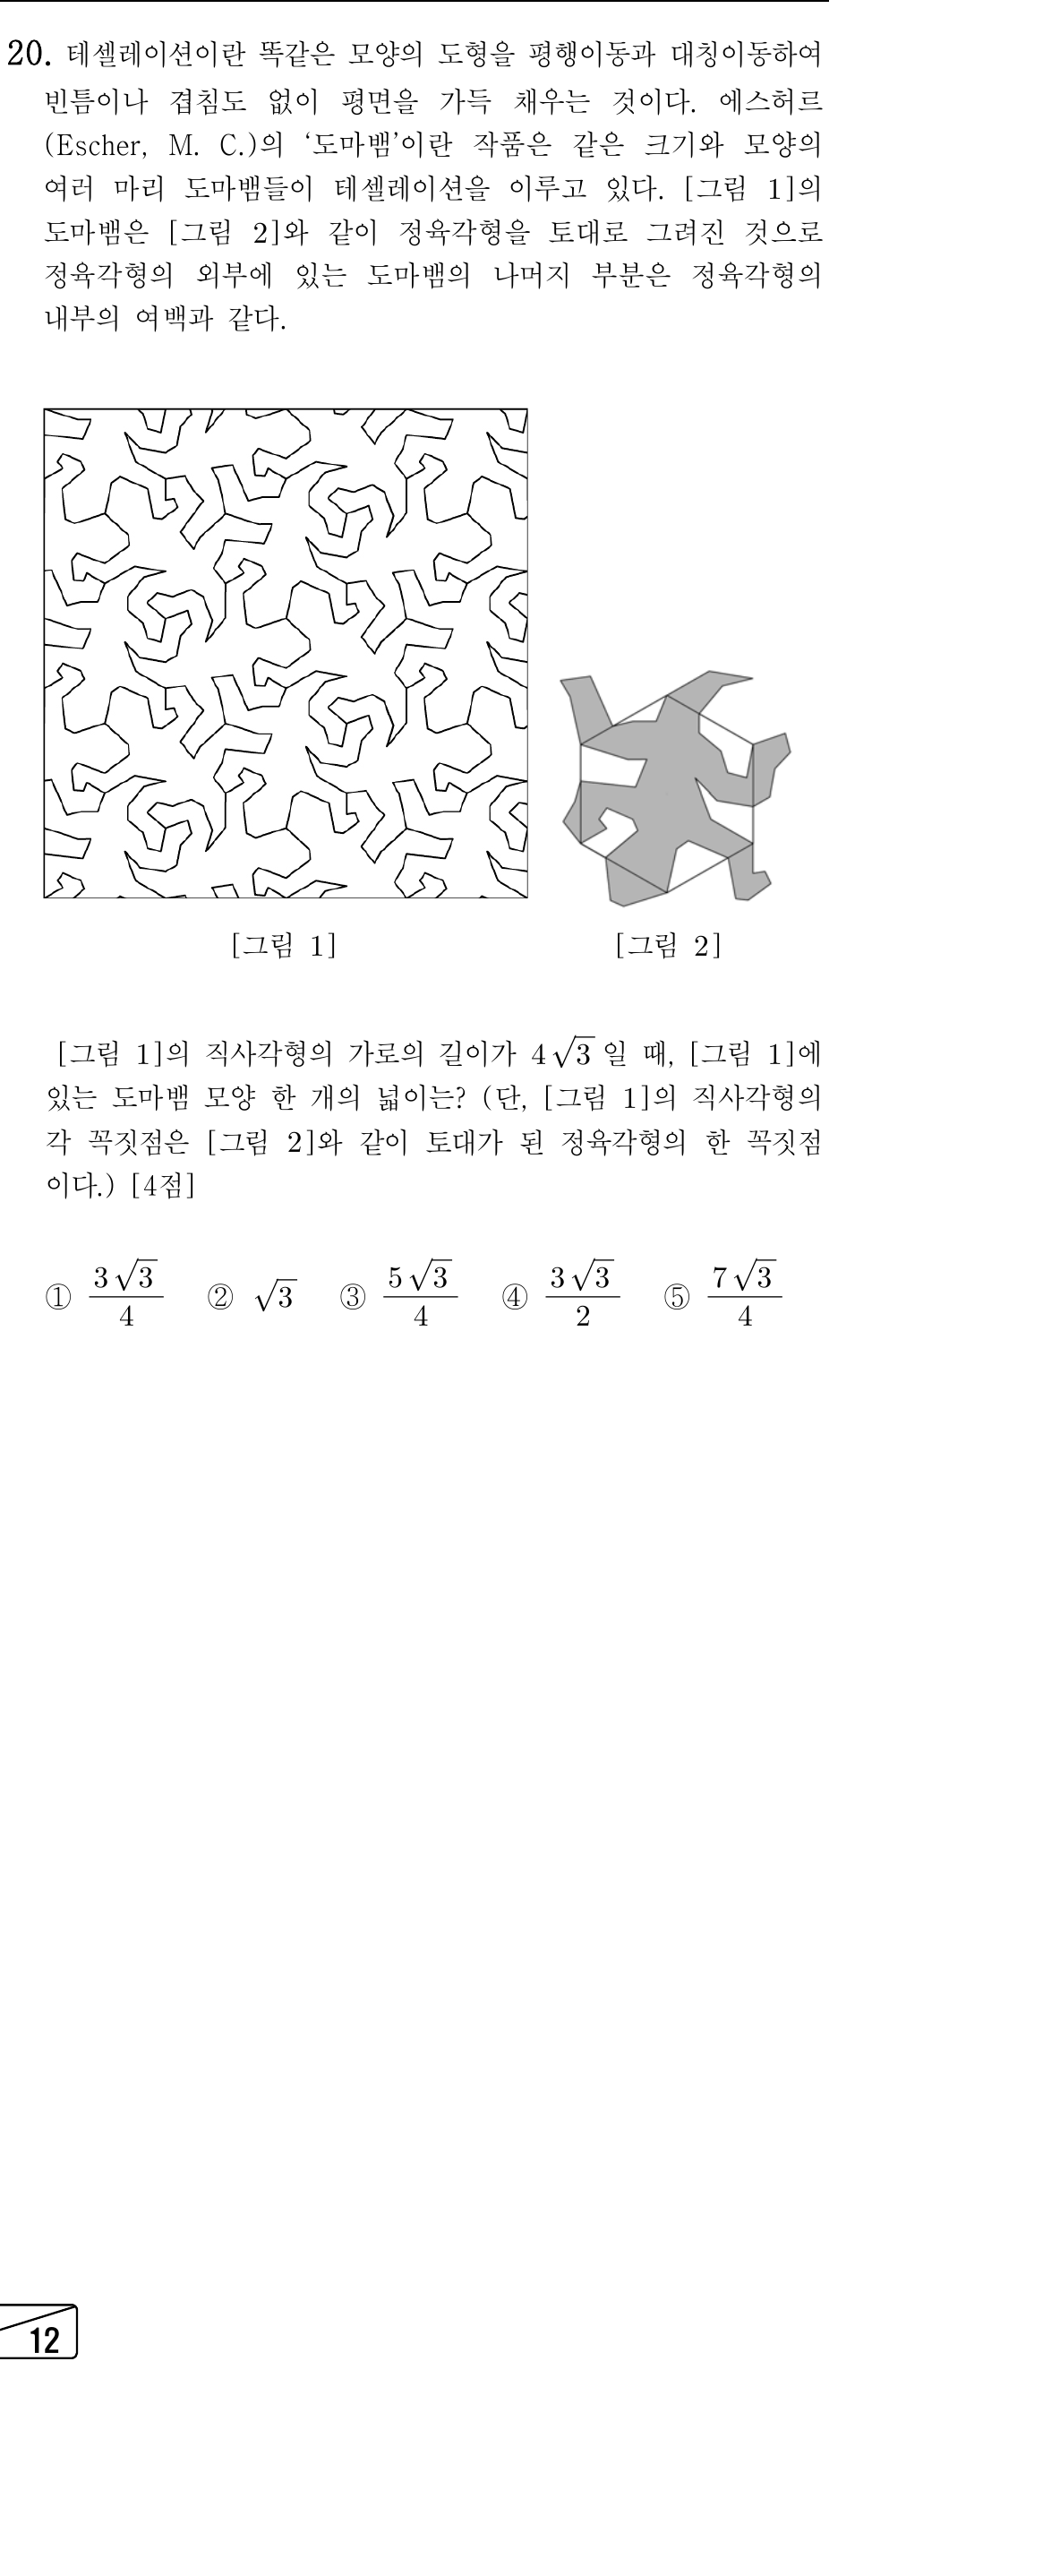 20. 테셀레이션이란 똑같은 모양의 도형을 평행이동과 대칭이동하여
빈틈이나 겹침도 없이 평면을 가득 채우는 것이다. 에스허르
(Escher, M. C.)의 ‘도마뱀’이란 작품은 같은 크기와 모양의
여러 마리 도마뱀들이 테셀레이션을 이루고 있다. [그림 1]의
도마뱀은 [그림 2]와 같이 정육각형을 토대로 그려진 것으로
정육각형의 외부에 있는 도마뱀의 나머지 부분은 정육각형의
내부의 여백과 같다.
[그림 1] [그림 2]
[그림 1]의 직사각형의 가로의 길이가 4√3 일 때, [그림 1]에
있는 도마뱀 모양 한 개의 넓이는? (단, [그림 1]의 직사각형의
각 꼭짓점은 [그림 2]와 같이 토대가 된 정육각형의 한 꼭짓점
이다.) [4점]
① 3√3/4 ② √3 ③ 5√3/4 ④ 3√3/2 ⑤ 7√3/4
12